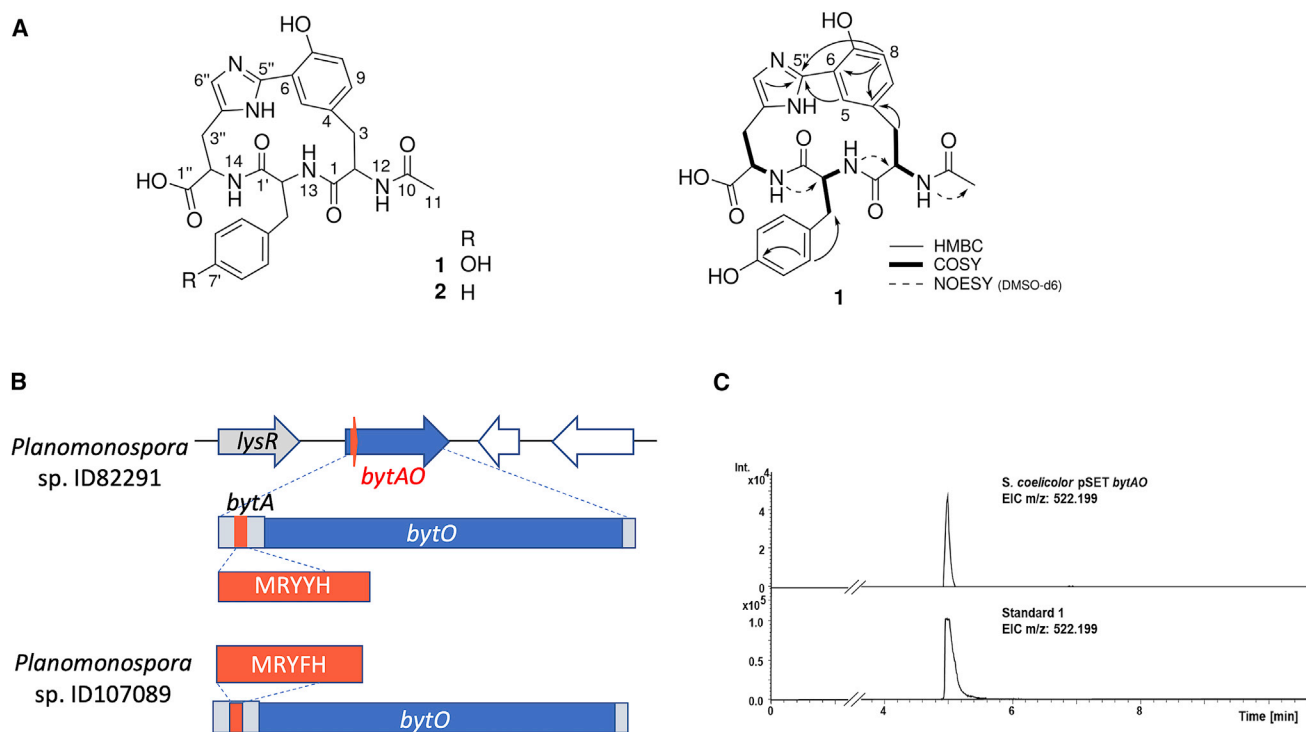 A
HO
N
5"
8
6"
6
9
NH
5
4
3"
3
O
H
N
12
O
1"
14
1
HO
N
H
1'
N
13
O
N
H
10
11
O
R
7'
R
1 OH
2 H
HO
N
5"
6
8
NH
5
O
H
N
O
HO
N
H
O
N
H
O
HO
1
HMBC
COSY
NOESY (DMSO-d6)
B
Planomonospora
sp. ID82291
lysR
bytAO
bytA
bytO
MRYYH
Planomonospora
sp. ID107089
MRYFH
bytO
C
Int.
x10⁴
4
2
0
S. coelicolor pSET bytAO
EIC m/z: 522.199
x10⁵
1.0
0.5
0.0
Standard 1
EIC m/z: 522.199
0 4 6 8 Time [min]